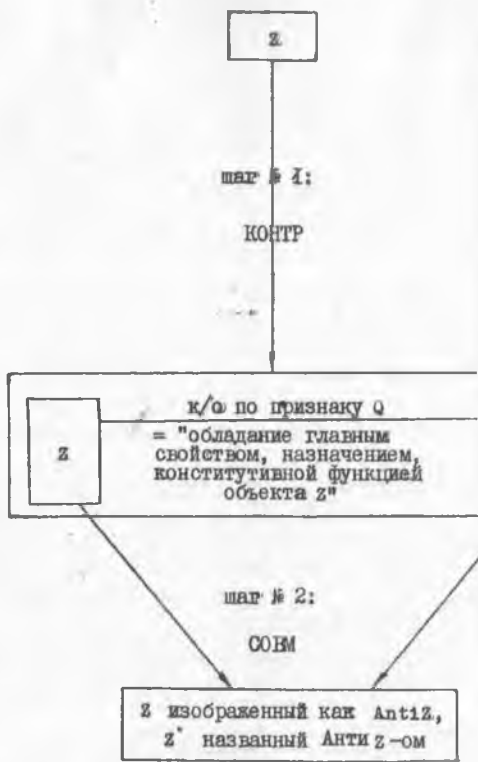 Z
шаг № 1:
КОНТР
к/ω по признаку Q
Z
= "обладание главным
свойством, назначением,
конститутивной функцией
объекта Z"
шаг № 2:
СОВМ
Z изображенный как AntiZ,
Z' названный Анти z-ом